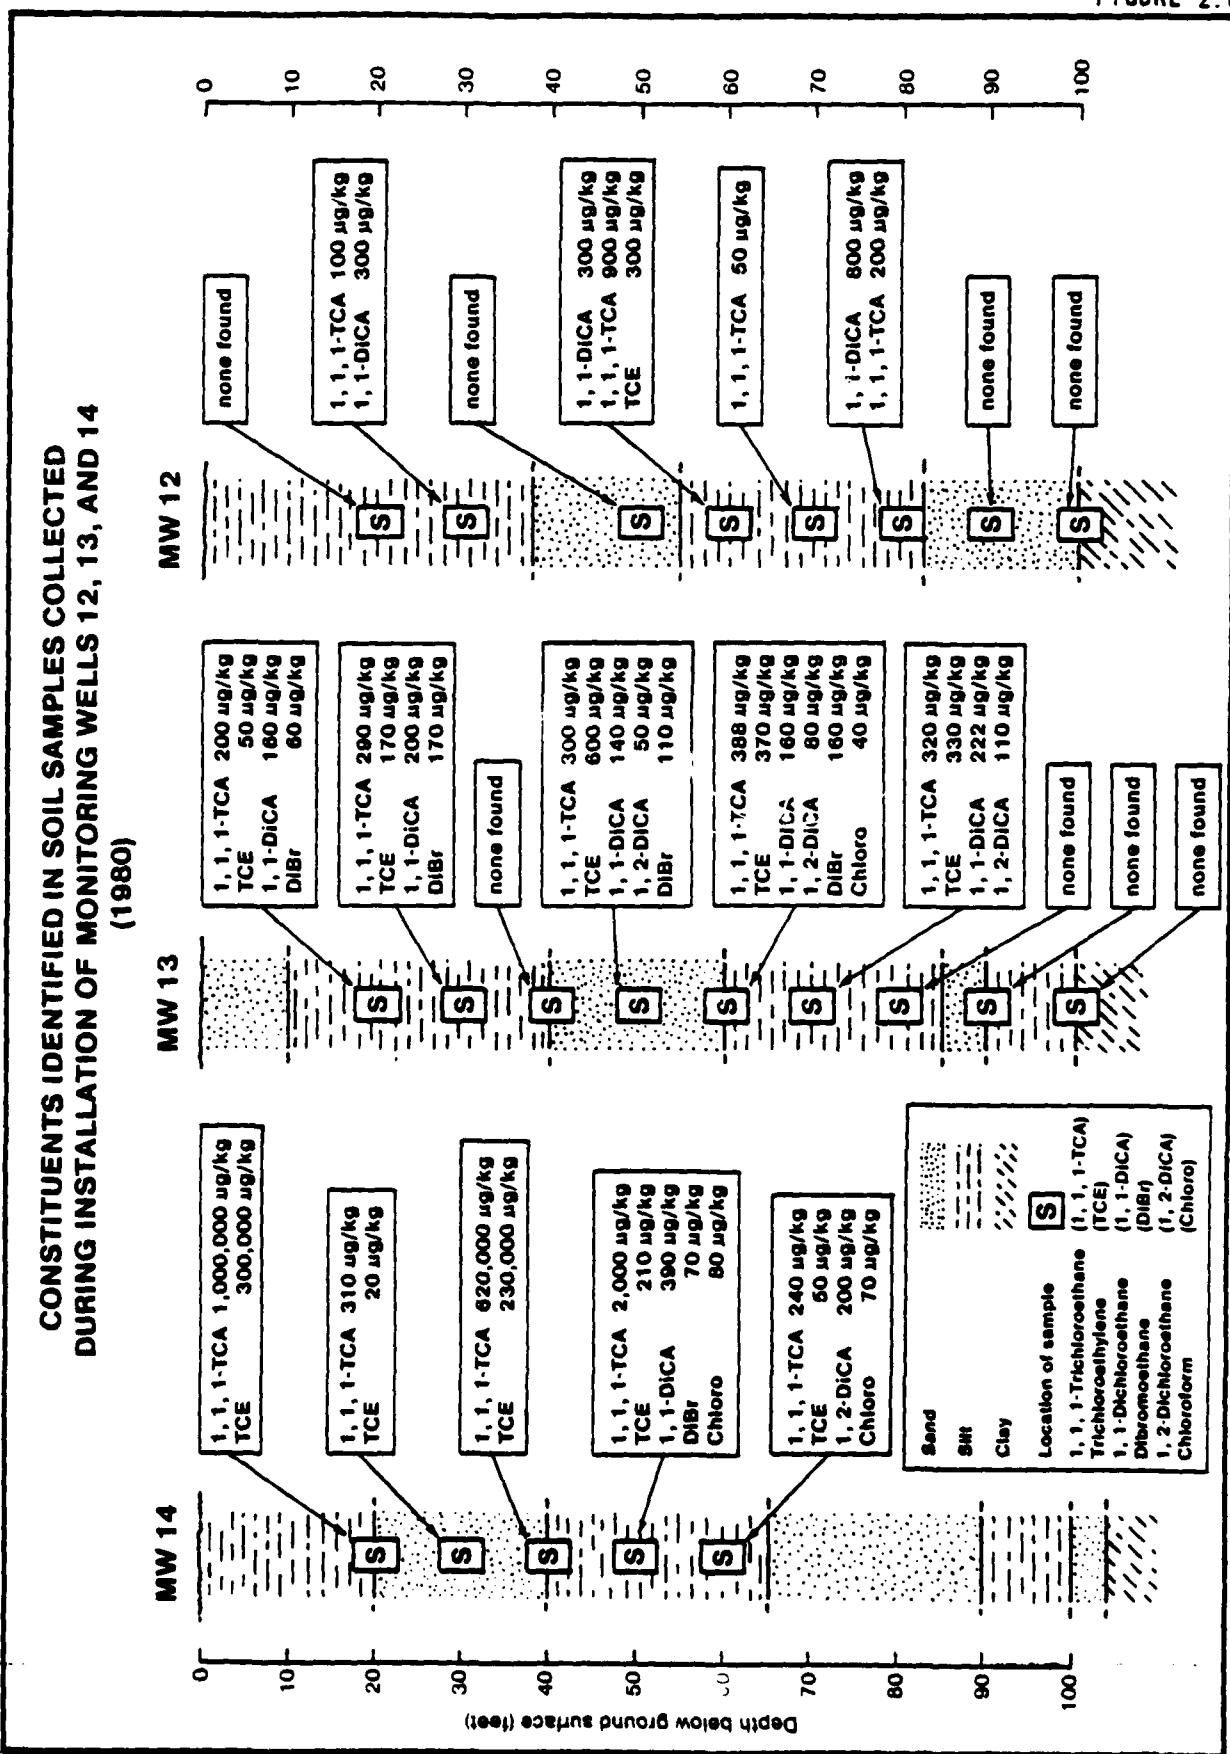 FIGURE 2.
CONSTITUENTS IDENTIFIED IN SOIL SAMPLES COLLECTED
DURING INSTALLATION OF MONITORING WELLS 12, 13, AND 14
(1980)
MW 14
MW 13
MW 12
Depth below ground surface (feet)
0
10
20
30
40
50
70
80
90
100
1, 1, 1-TCA 1,000,000 µg/kg
TCE 300,000 µg/kg
1, 1, 1-TCA 310 µg/kg
TCE 20 µg/kg
1, 1, 1-TCA 620,000 µg/kg
TCE 230,000 µg/kg
1, 1, 1-TCA 2,000 µg/kg
TCE 210 µg/kg
1, 1-DiCA 390 µg/kg
DiBr 70 µg/kg
Chloro 80 µg/kg
1, 1, 1-TCA 240 µg/kg
TCE 50 µg/kg
1, 2-DiCA 200 µg/kg
Chloro 70 µg/kg
S
S
S
S
S
1, 1, 1-TCA 200 µg/kg
TCE 50 µg/kg
1, 1-DiCA 160 µg/kg
DiBr 60 µg/kg
1, 1, 1-TCA 290 µg/kg
TCE 170 µg/kg
1, 1-DiCA 200 µg/kg
DiBr 170 µg/kg
none found
1, 1, 1-TCA 300 µg/kg
TCE 600 µg/kg
1, 1-DiCA 140 µg/kg
1, 2-DiCA 50 µg/kg
DiBr 110 µg/kg
1, 1, 1-TCA 388 µg/kg
TCE 370 µg/kg
1, 1-DiCA 160 µg/kg
1, 2-DiCA 80 µg/kg
DiBr 160 µg/kg
Chloro 40 µg/kg
1, 1, 1-TCA 320 µg/kg
TCE 330 µg/kg
1, 1-DiCA 222 µg/kg
1, 2-DiCA 110 µg/kg
none found
none found
none found
S
S
S
S
S
S
S
S
S
none found
1, 1, 1-TCA 100 µg/kg
1, 1-DiCA 300 µg/kg
none found
1, 1-DiCA 300 µg/kg
1, 1, 1-TCA 900 µg/kg
TCE 300 µg/kg
1, 1, 1-TCA 50 µg/kg
1, 1-DiCA 800 µg/kg
1, 1, 1-TCA 200 µg/kg
none found
none found
S
S
S
S
S
S
S
S
0
10
20
30
40
50
60
70
80
90
100
Sand
Silt
Clay
Location of sample S
1, 1, 1-Trichloroethane (1, 1, 1-TCA)
Trichloroethylene (TCE)
1, 1-Dichloroethane (1, 1-DiCA)
Dibromoethane (DiBr)
1, 2-Dichloroethane (1, 2-DiCA)
Chloroform (Chloro)